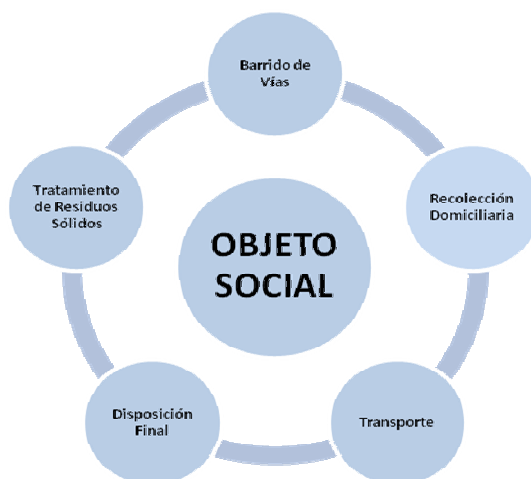 Barrido de
Vías
Recolección
Domiciliaria
Transporte
Disposición
Final
Tratamiento
de Residuos
Sólidos
OBJETO
SOCIAL